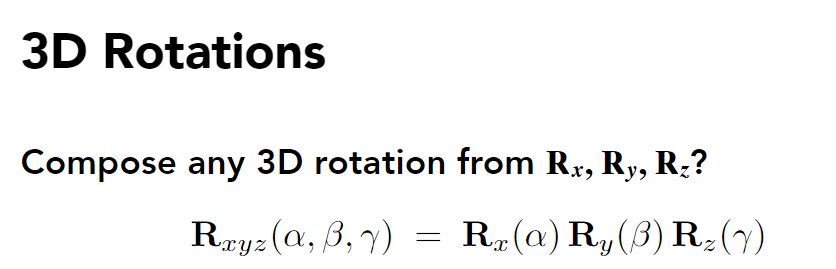 3D Rotations
Compose any 3D rotation from Rx, Ry, Rz?
Rxyz(α, β, γ) = Rx(α) Ry(β) Rz(γ)